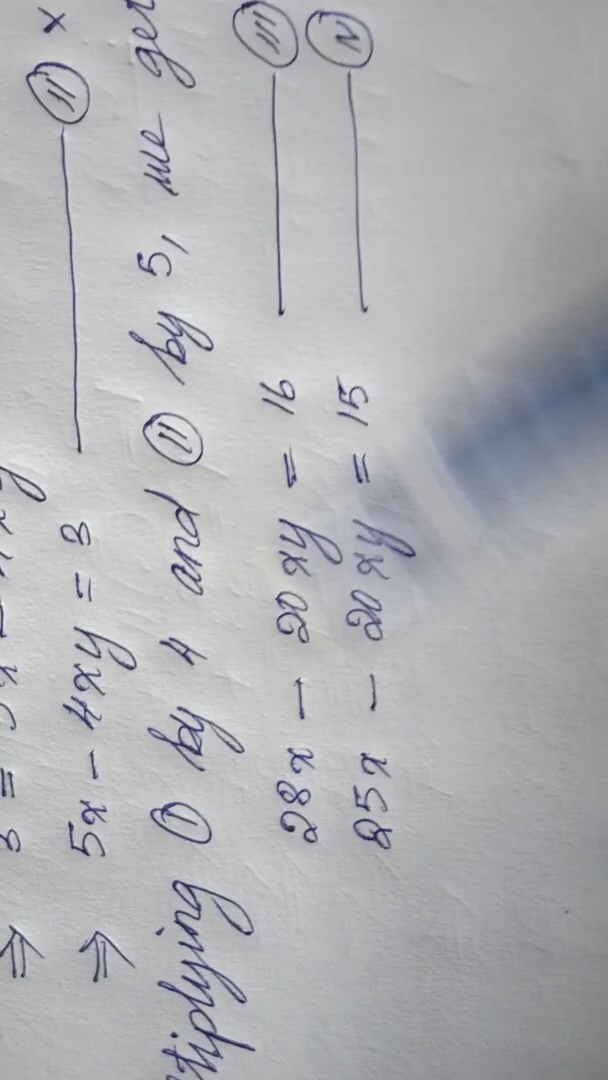 ⇒ 5x − 4xy = 3 ——— (II) ×
tiplying (I) by 4 and (II) by 5, we get
28x − 20xy = 16 ——— (III)
25x − 20xy = 15 ——— (IV)